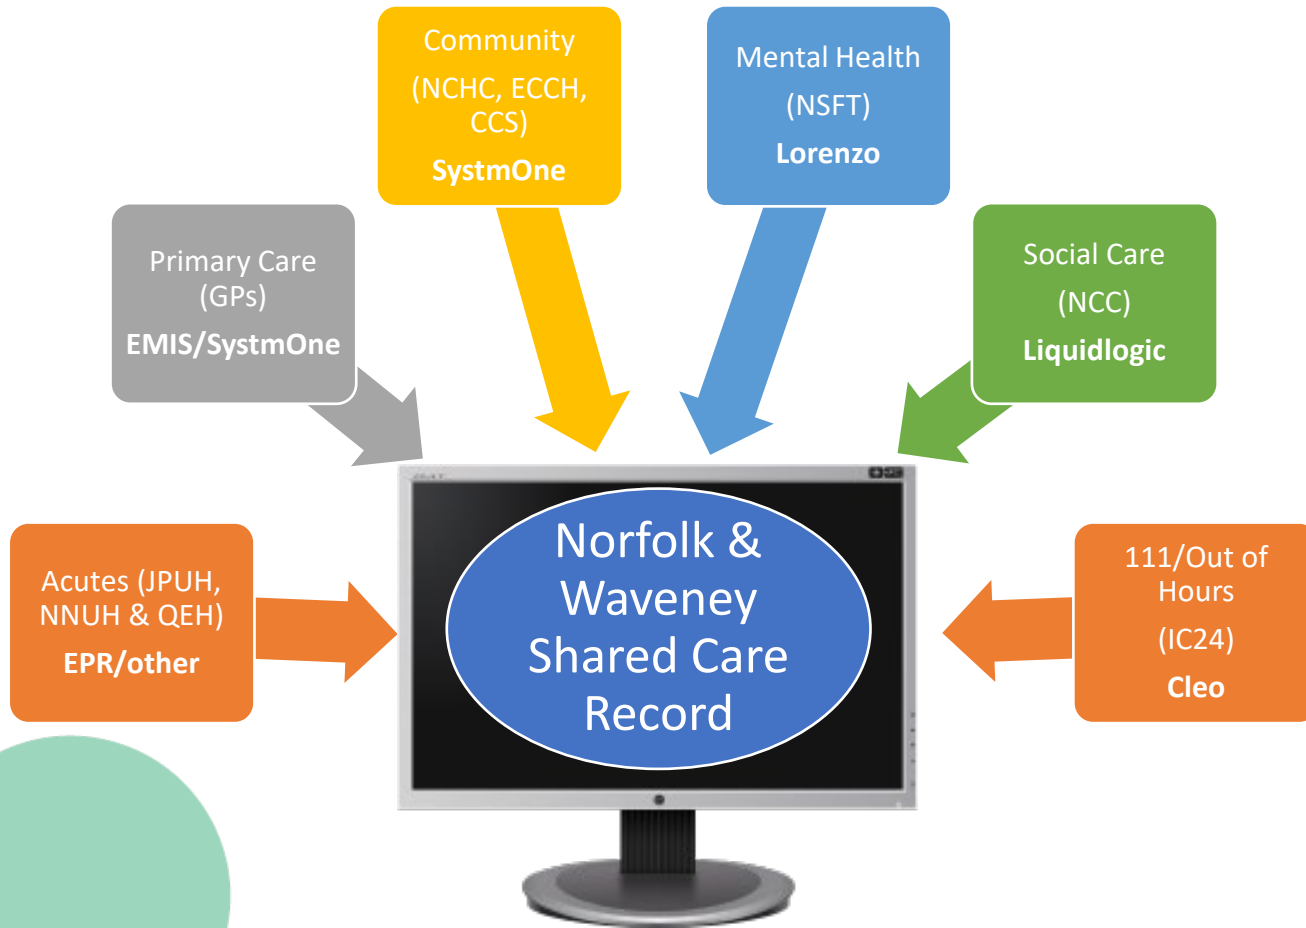 Community
(NCHC, ECCH,
CCS)
SystmOne
Mental Health
(NSFT)
Lorenzo
Primary Care
(GPs)
EMIS/SystmOne
Social Care
(NCC)
Liquidlogic
Acutes (JPUH,
NNUH & QEH)
EPR/other
Norfolk &
Waveney
Shared Care
Record
111/Out of
Hours
(IC24)
Cleo